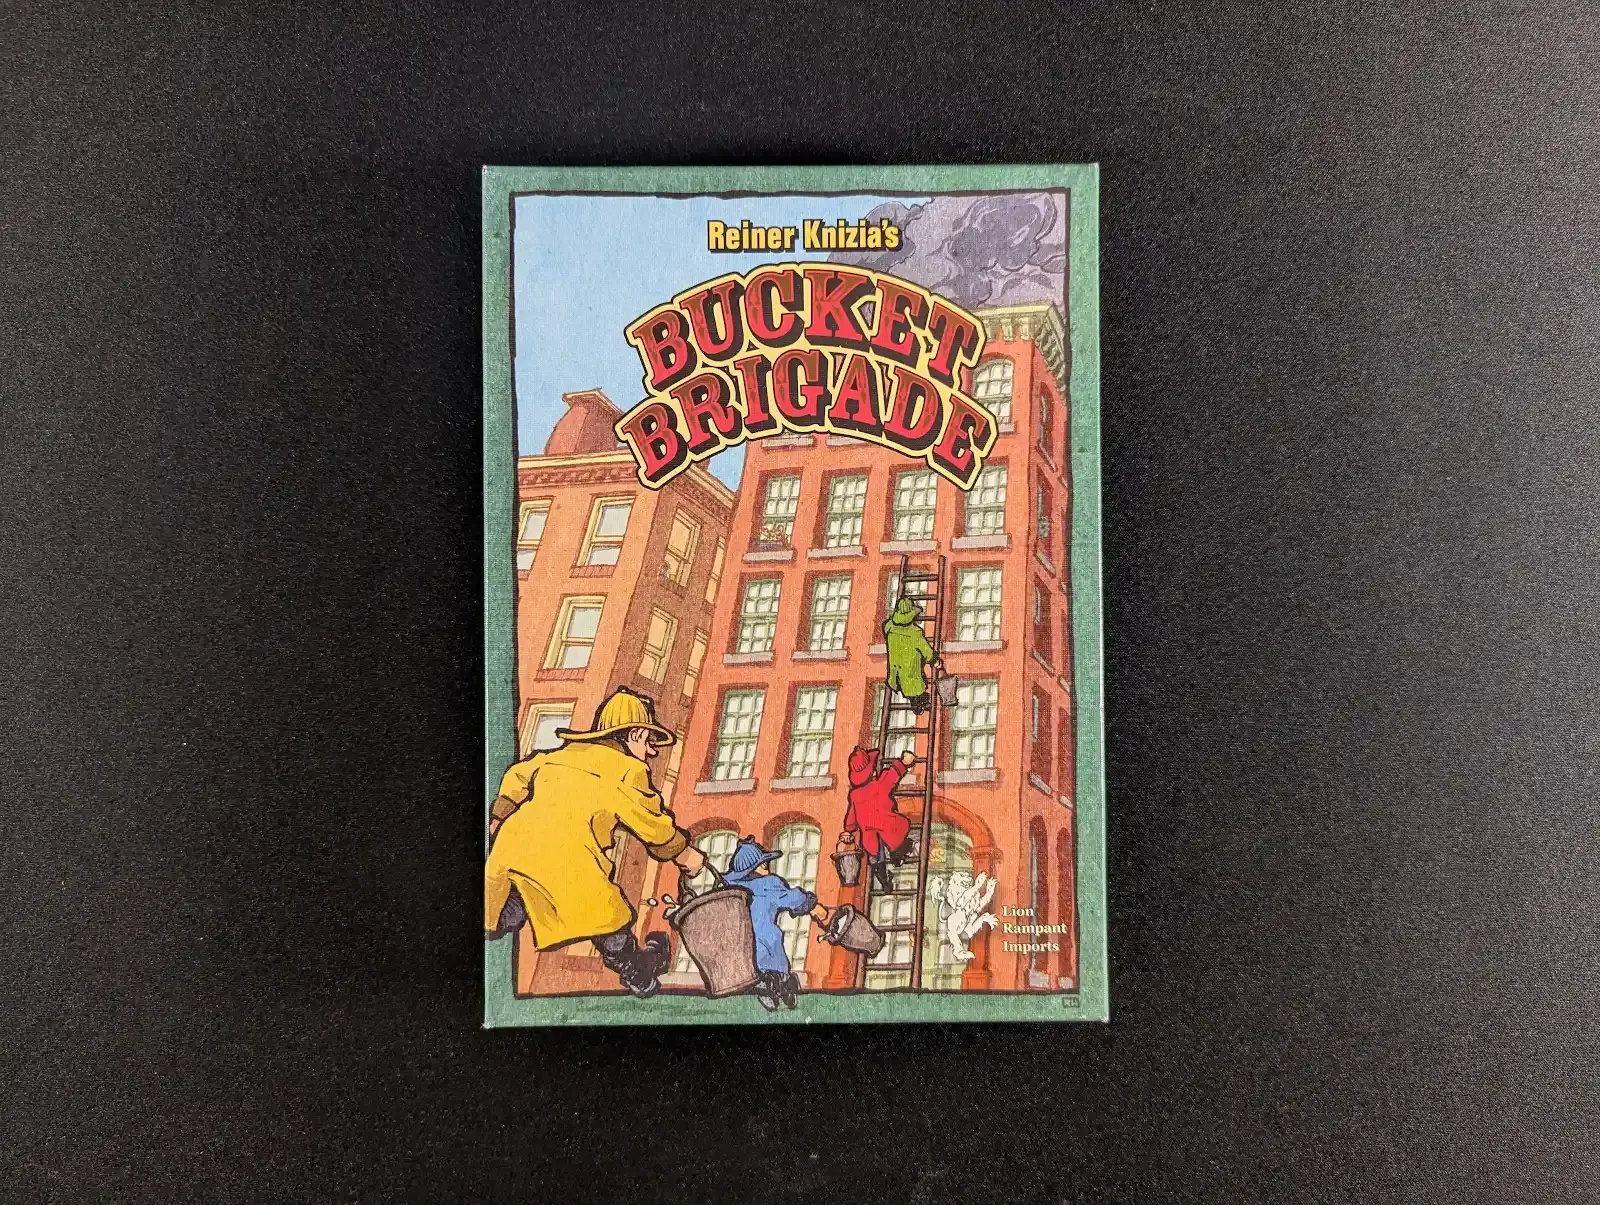 Reiner Knizia's
BUCKET
BRIGADE
Lion
Rampant
Imports